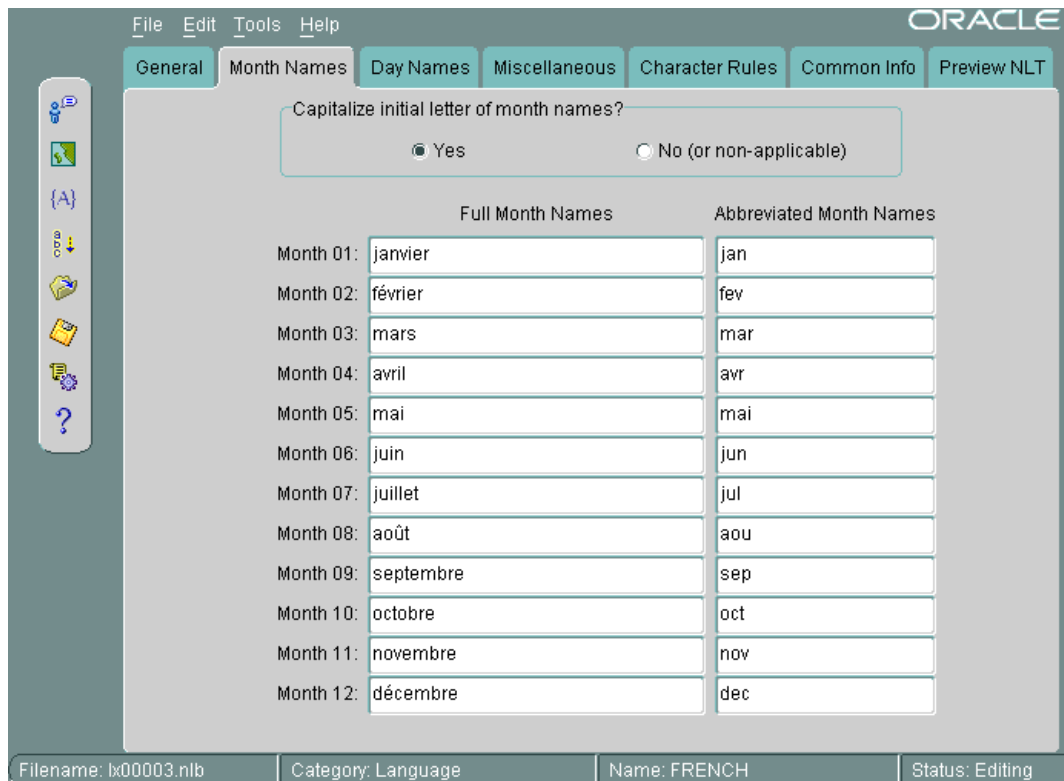 File Edit Tools Help
ORACLE
General Month Names Day Names Miscellaneous Character Rules Common Info Preview NLT
Capitalize initial letter of month names?
Yes No (or non-applicable)
{A}
a
b
c
?
Full Month Names Abbreviated Month Names
Month 01: janvier jan
Month 02: février fev
Month 03: mars mar
Month 04: avril avr
Month 05: mai mai
Month 06: juin jun
Month 07: juillet jul
Month 08: août aou
Month 09: septembre sep
Month 10: octobre oct
Month 11: novembre nov
Month 12: décembre dec
Filename: lx00003.nlb Category: Language Name: FRENCH Status: Editing